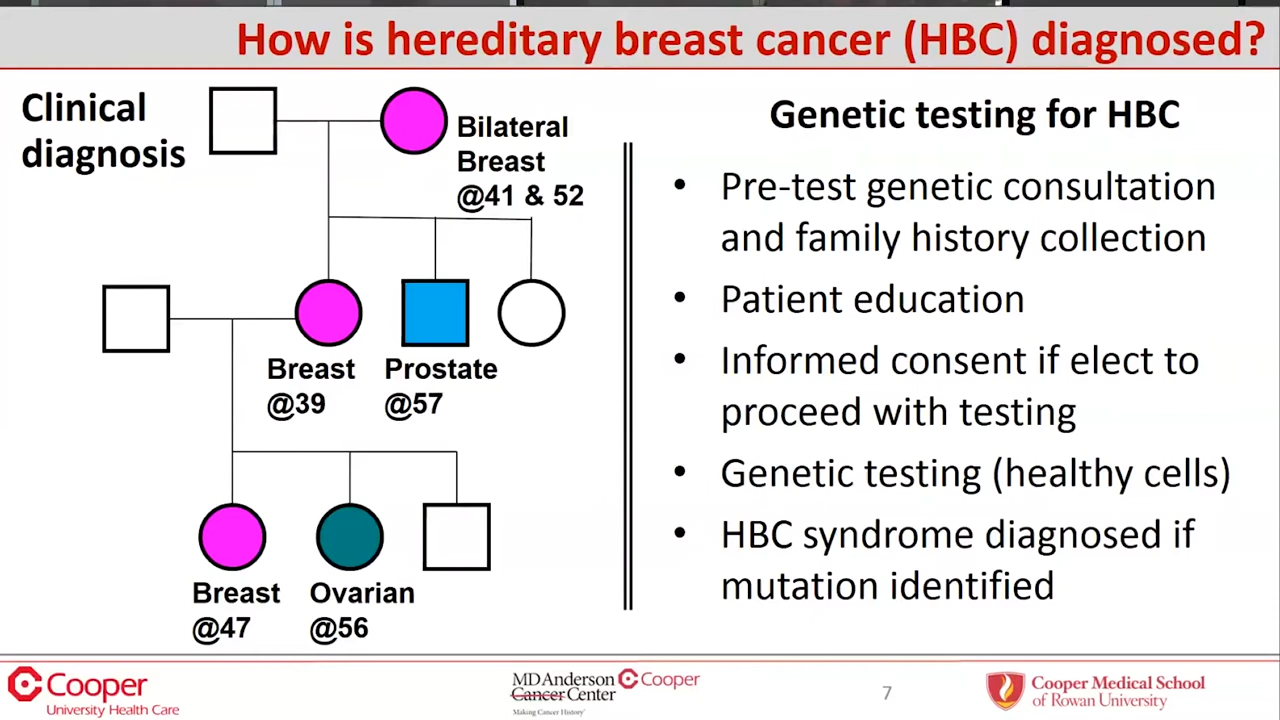 How is hereditary breast cancer (HBC) diagnosed?
Clinical
diagnosis
Bilateral
Breast
@41 & 52
Breast
@39
Prostate
@57
Breast
@47
Ovarian
@56
Genetic testing for HBC
• Pre-test genetic consultation
and family history collection
• Patient education
• Informed consent if elect to
proceed with testing
• Genetic testing (healthy cells)
• HBC syndrome diagnosed if
mutation identified
Cooper
University Health Care
MD Anderson
Cancer Center
Making Cancer History®
Cooper
7
Cooper Medical School
of Rowan University